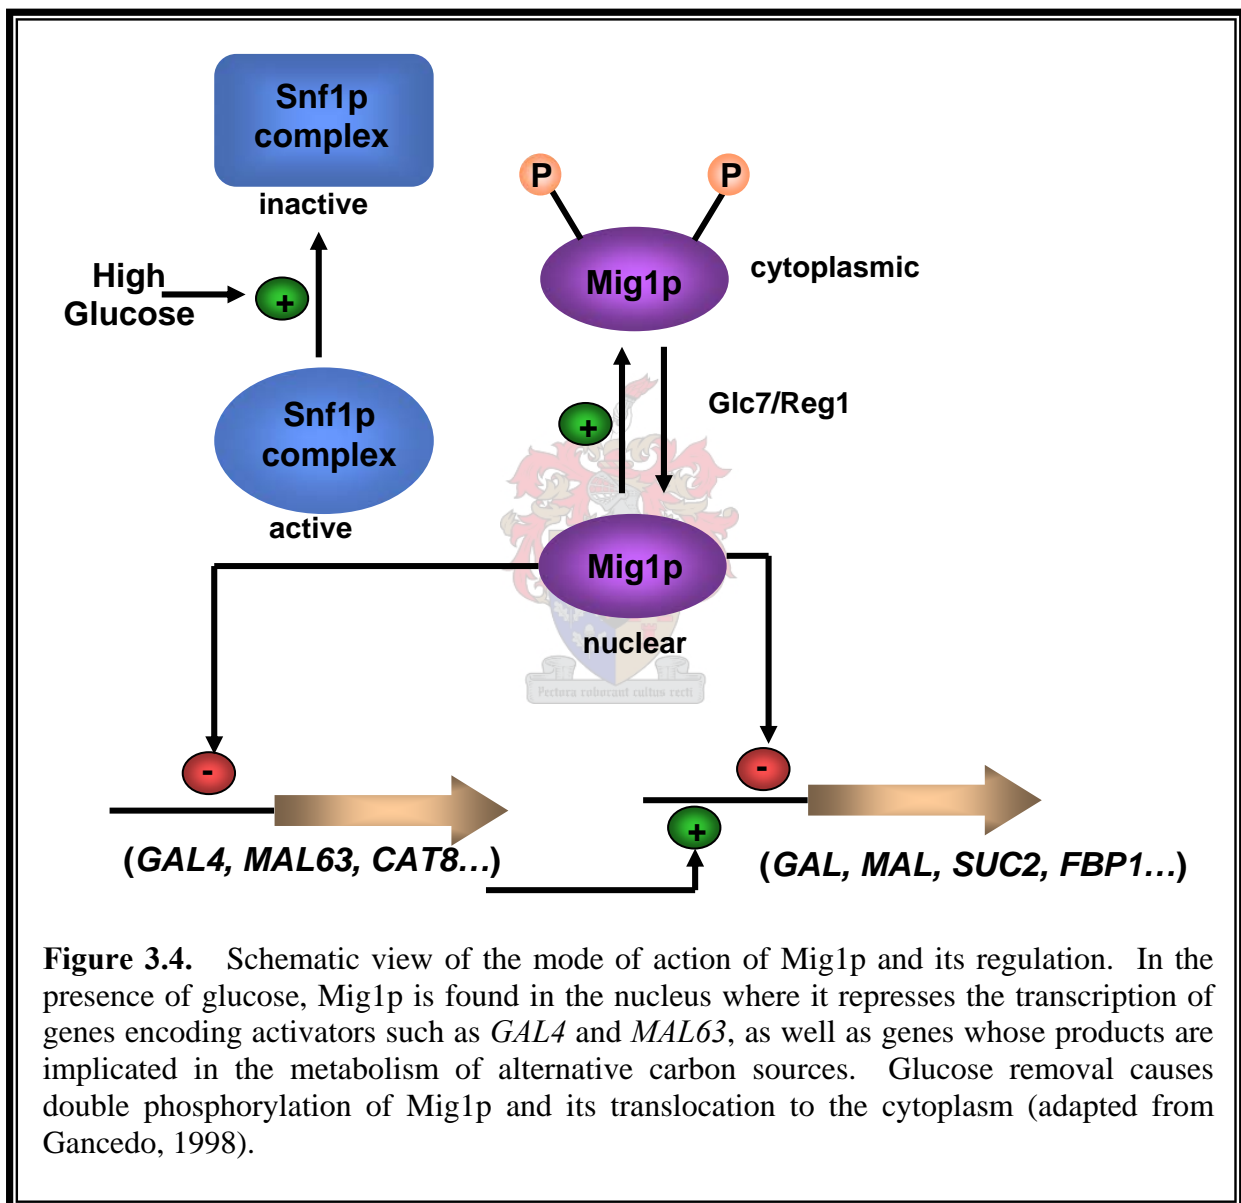 Snf1p
complex
inactive
High
Glucose
+
Snf1p
complex
active
P
P
Mig1p
cytoplasmic
+
Glc7/Reg1
Mig1p
nuclear
Pectora roborant cultus recti
-
(GAL4, MAL63, CAT8…)
-
+
(GAL, MAL, SUC2, FBP1…)
Figure 3.4. Schematic view of the mode of action of Mig1p and its regulation. In the
presence of glucose, Mig1p is found in the nucleus where it represses the transcription of
genes encoding activators such as GAL4 and MAL63, as well as genes whose products are
implicated in the metabolism of alternative carbon sources. Glucose removal causes
double phosphorylation of Mig1p and its translocation to the cytoplasm (adapted from
Gancedo, 1998).